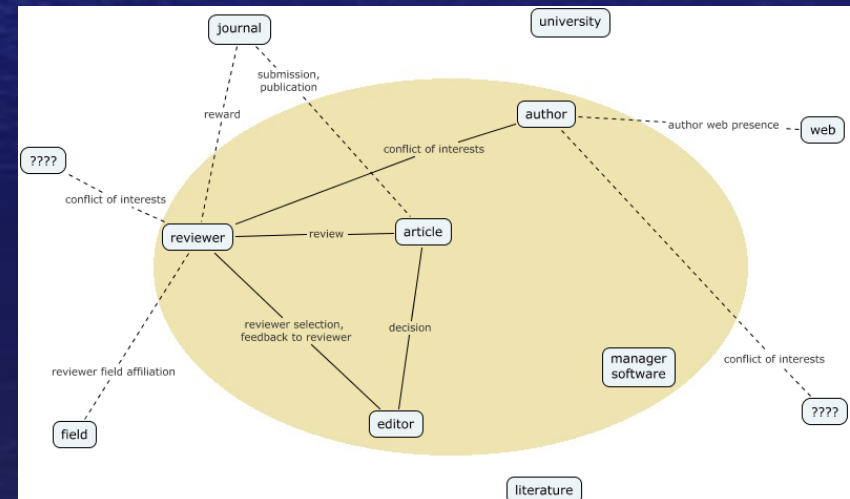 journal
university
submission,
publication
reward
author
author web presence
web
conflict of interests
????
conflict of interests
reviewer
review
article
reviewer selection,
feedback to reviewer
decision
manager
software
conflict of interests
reviewer field affiliation
????
field
editor
literature